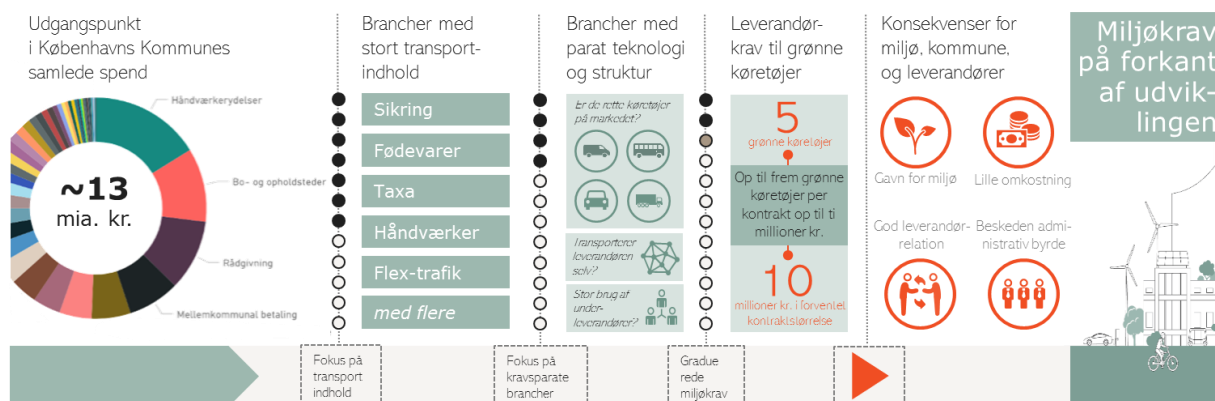 Udgangspunkt
i Københavns Kommunes
samlede spend
Håndværkerydelser
Bo- og opholdsteder
Rådgivning
Mellemkommunal betaling
~13
mia. kr.
Brancher med
stort transport-
indhold
Sikring
Fødevarer
Taxa
Håndværker
Flex-trafik
med flere
Brancher med
parat teknologi
og struktur
Er de rette køretøjer
på markedet?
Transporterer
leverandøren
selv?
Stor brug af
under-
leverandører?
Leverandør-
krav til grønne
køretøjer
5
grønne køretøjer
Op til frem grønne
køretøjer per
kontrakt op til ti
millioner kr.
10
millioner kr. i forventet
kontraktstørrelse
Konsekvenser for
miljø, kommune,
og leverandører
Gavn for miljø
Lille omkostning
God leverandør-
relation
Beskeden admi-
nistrativ byrde
Miljøkrav
på forkant
af udvik-
lingen
Fokus på
transport
indhold
Fokus på
kravsparate
brancher
Gradue
rede
miljøkrav